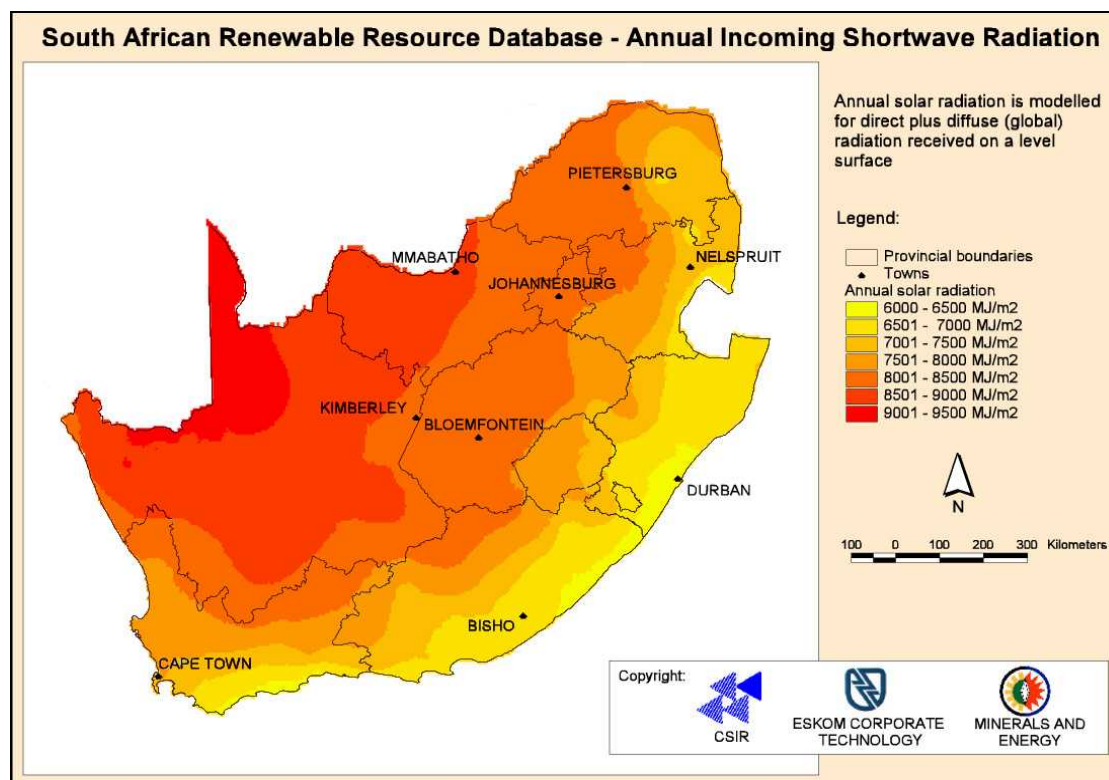 South African Renewable Resource Database - Annual Incoming Shortwave Radiation
Annual solar radiation is modelled
for direct plus diffuse (global)
radiation received on a level
surface
PIETERSBURG
MMABATHO
NELSPRUIT
JOHANNESBURG
KIMBERLEY
BLOEMFONTEIN
DURBAN
BISHO
CAPE TOWN
Legend:
Provincial boundaries
Towns
Annual solar radiation
6000 - 6500 MJ/m2
6501 - 7000 MJ/m2
7001 - 7500 MJ/m2
7501 - 8000 MJ/m2
8001 - 8500 MJ/m2
8501 - 9000 MJ/m2
9001 - 9500 MJ/m2
N
100 0 100 200 300 Kilometers
Copyright:
CSIR
ESKOM CORPORATE
TECHNOLOGY
MINERALS AND
ENERGY